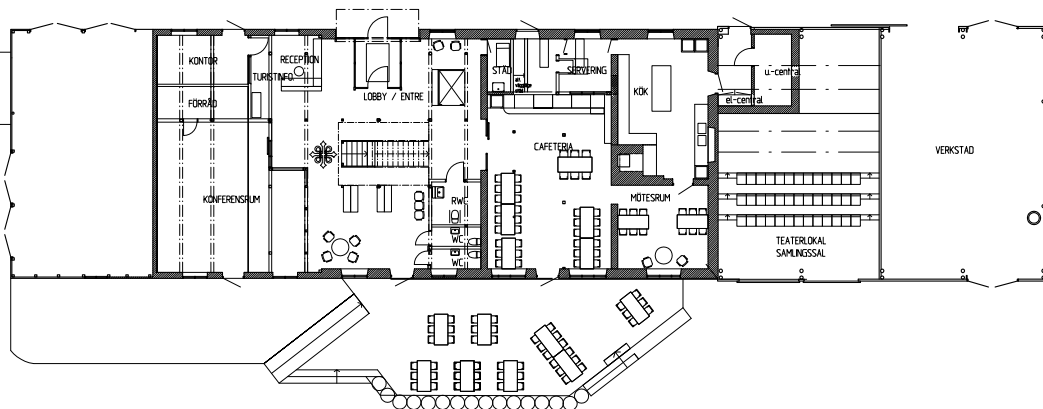 KONTOR
RECEPTION
TURISTINFO.
FÖRRÅD
LOBBY / ENTRE
STÄD
SERVERING
KÖK
u-central
el-central
CAFETERIA
VERKSTAD
KONFERENSRUM
RWC
WC
WC
MÖTESRUM
TEATERLOKAL
SAMLINGSSAL